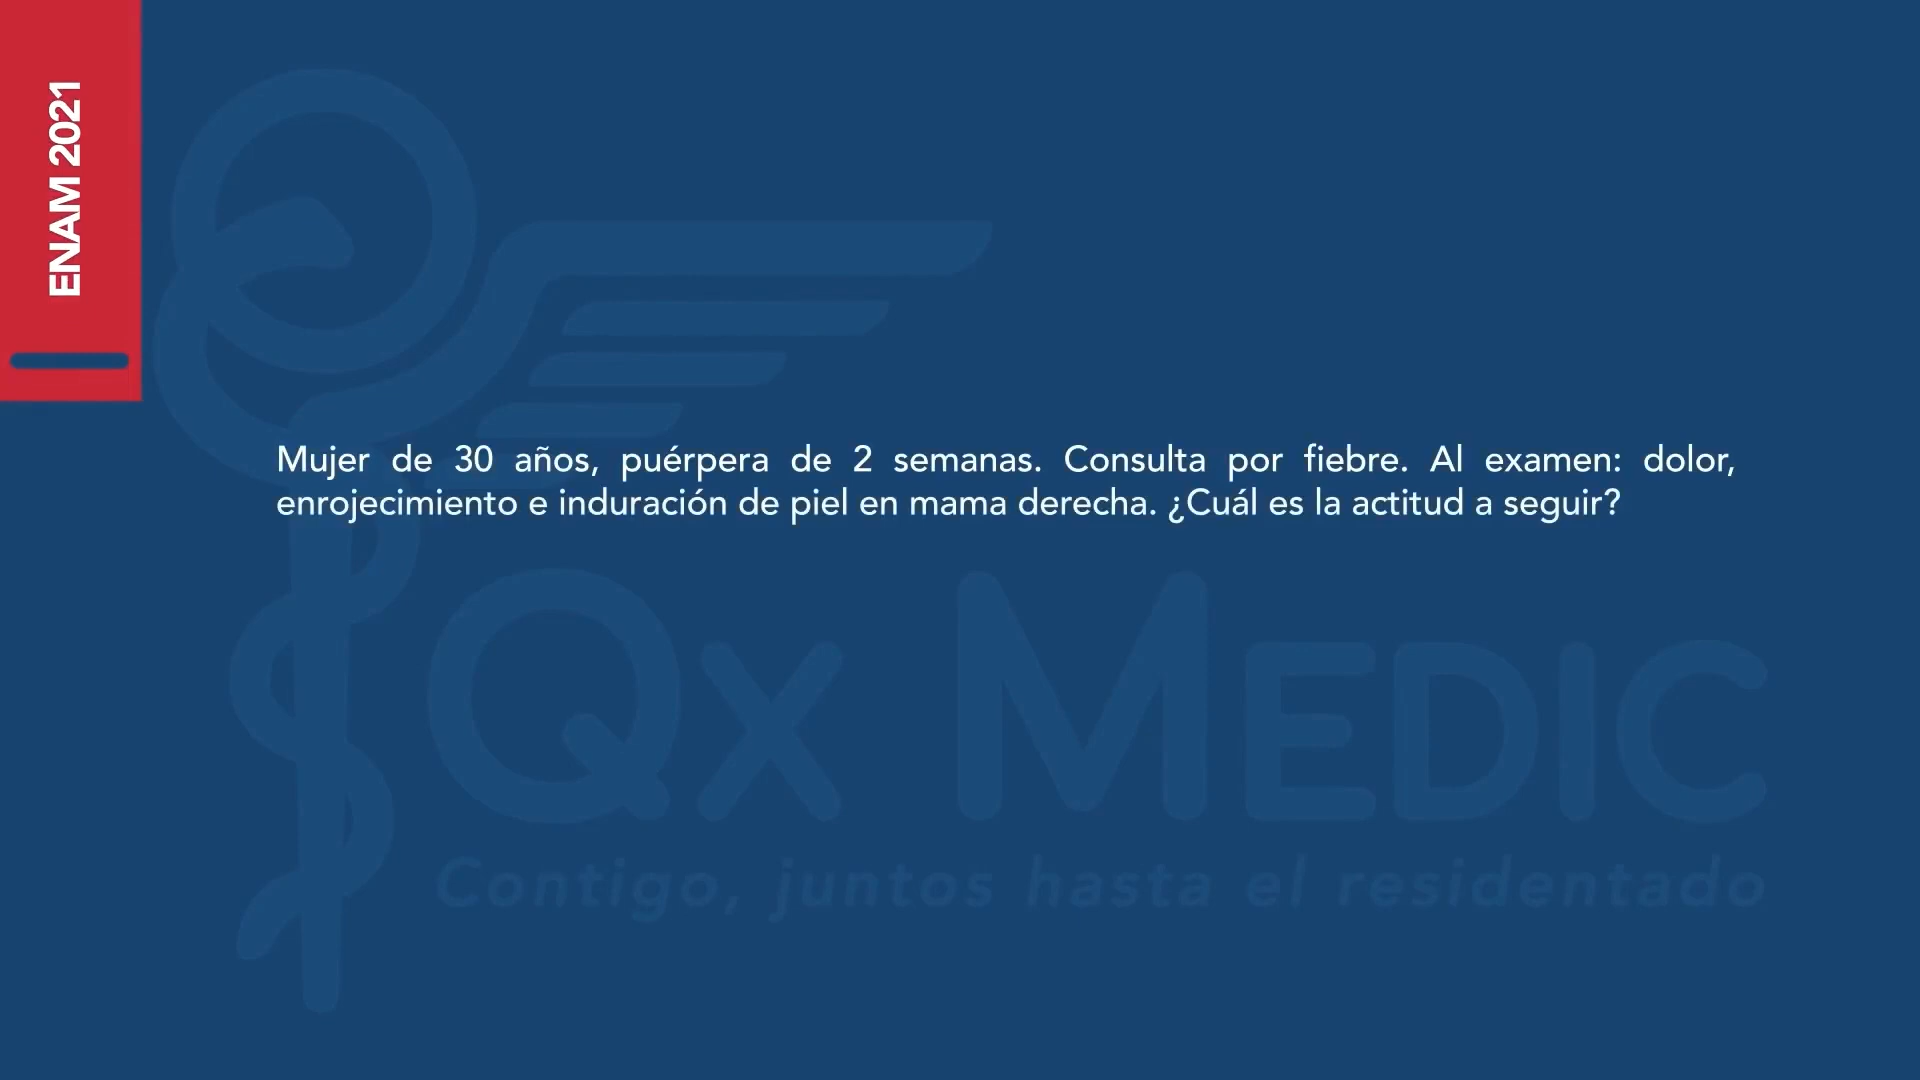 ENAM 2021
Mujer de 30 años, puérpera de 2 semanas. Consulta por fiebre. Al examen: dolor,
enrojecimiento e induración de piel en mama derecha. ¿Cuál es la actitud a seguir?
Qx MEDIC
Contigo, juntos hasta el residentado